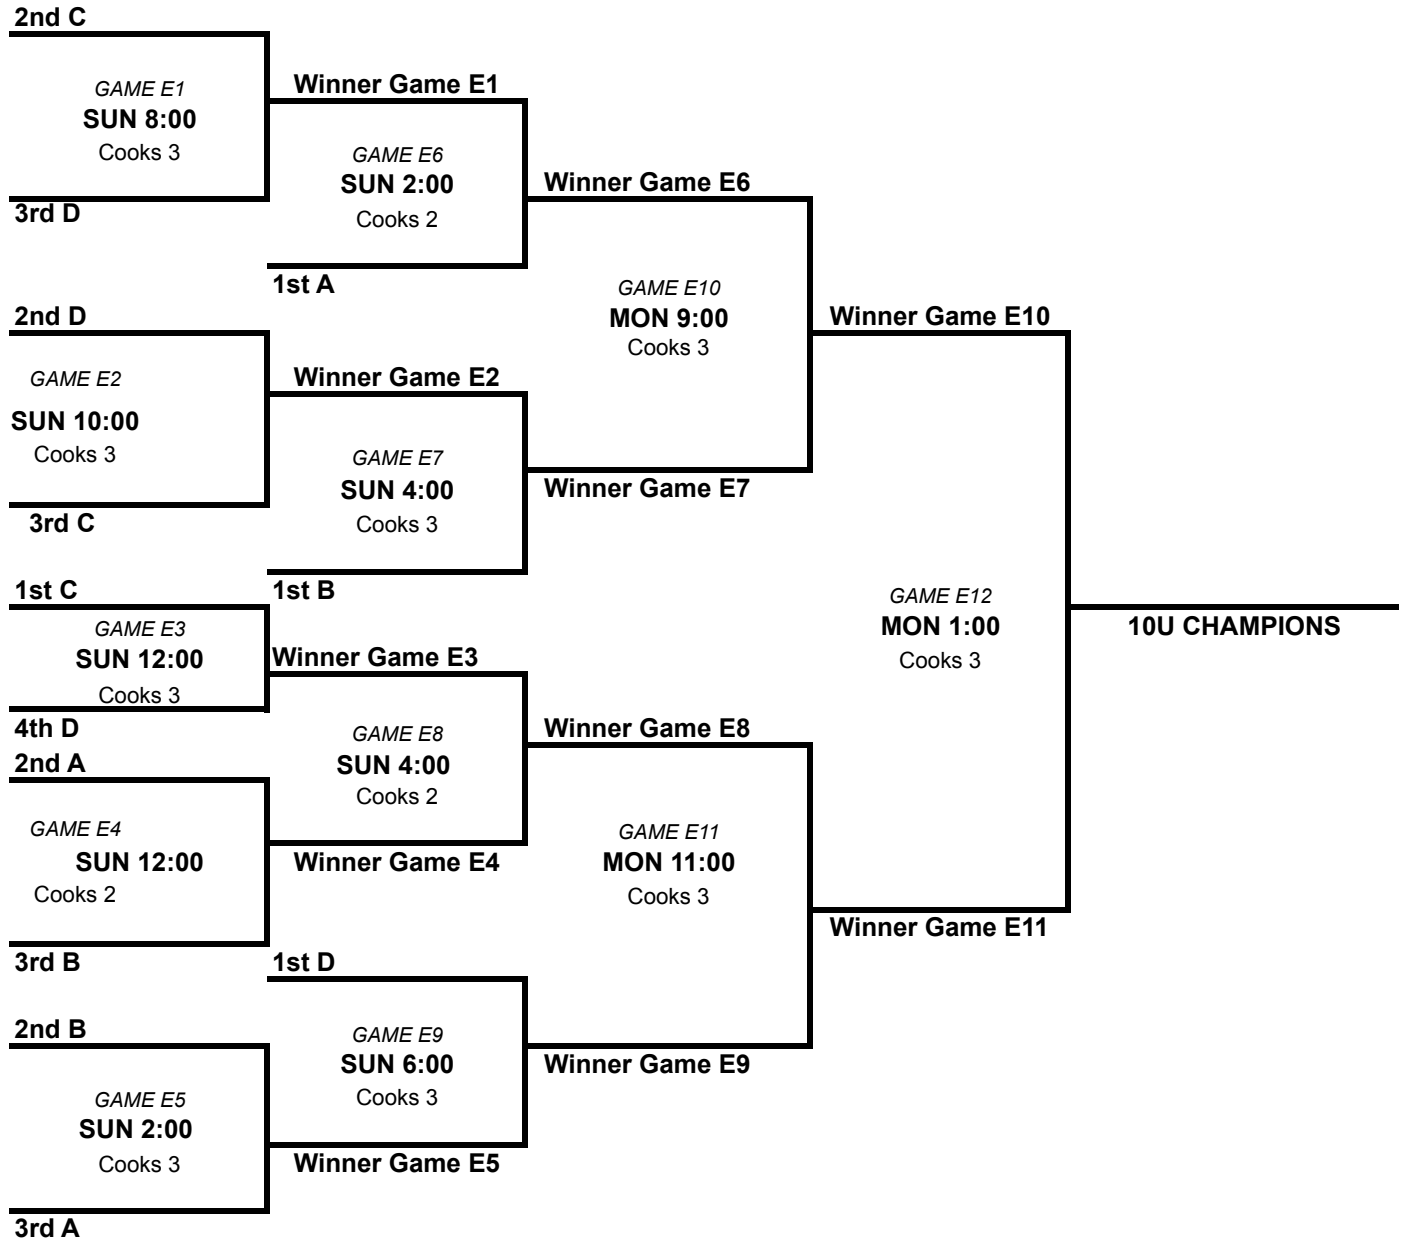 2nd C
GAME E1
SUN 8:00
Cooks 3
3rd D
Winner Game E1
GAME E6
SUN 2:00
Cooks 2
1st A
Winner Game E6
GAME E10
MON 9:00
Cooks 3
Winner Game E7
Winner Game E10
2nd D
GAME E2
SUN 10:00
Cooks 3
3rd C
Winner Game E2
GAME E7
SUN 4:00
Cooks 3
1st B
GAME E12
MON 1:00
Cooks 3
10U CHAMPIONS
1st C
GAME E3
SUN 12:00
Cooks 3
4th D
Winner Game E3
GAME E8
SUN 4:00
Cooks 2
Winner Game E4
Winner Game E8
GAME E11
MON 11:00
Cooks 3
Winner Game E9
Winner Game E11
2nd A
GAME E4
SUN 12:00
Cooks 2
3rd B
1st D
GAME E9
SUN 6:00
Cooks 3
Winner Game E5
2nd B
GAME E5
SUN 2:00
Cooks 3
3rd A